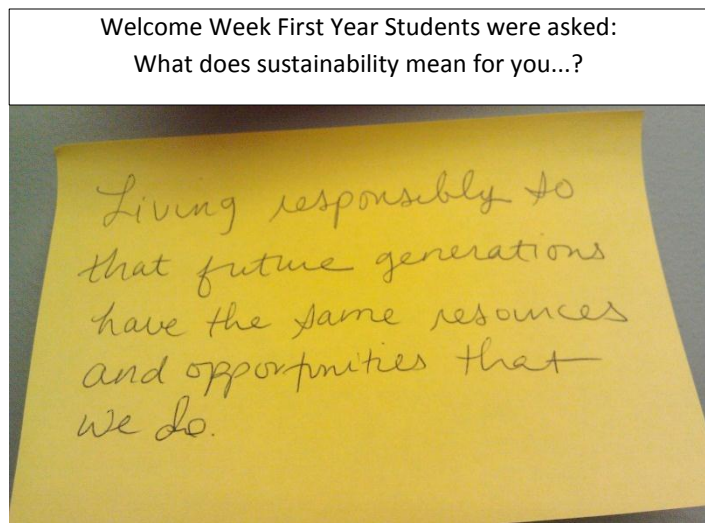 Welcome Week First Year Students were asked:
What does sustainability mean for you...?
Living responsibly so
that future generations
have the same resources
and opportunities that
we do.